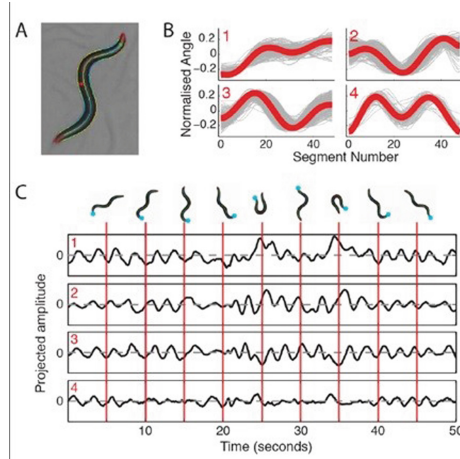 A
B
Normalised Angle
0.2
0
−0.2
0.2
0
−0.2
1
2
3
4
0 20 40
0 20 40
Segment Number
C
Projected amplitude
1
0
2
0
3
0
4
0
10 20 30 40 50
Time (seconds)